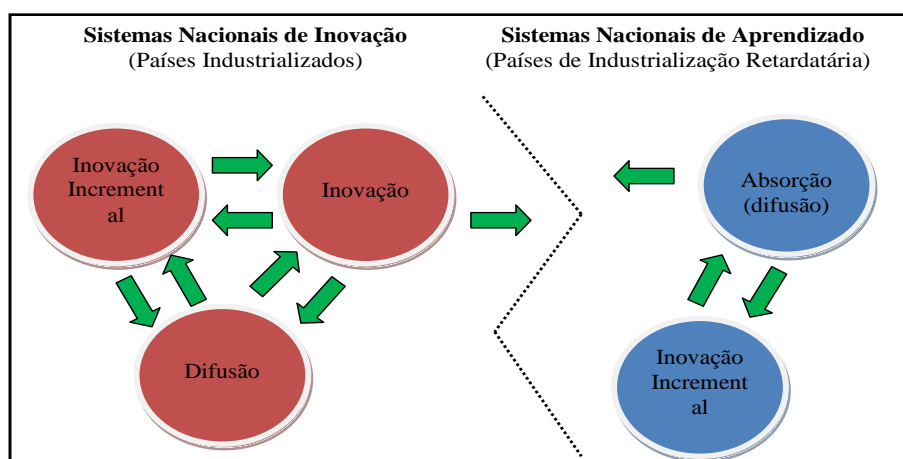 Sistemas Nacionais de Inovação
(Países Industrializados)
Sistemas Nacionais de Aprendizado
(Países de Industrialização Retardatária)
Inovação
Increment
al
Inovação
Difusão
Absorção
(difusão)
Inovação
Increment
al